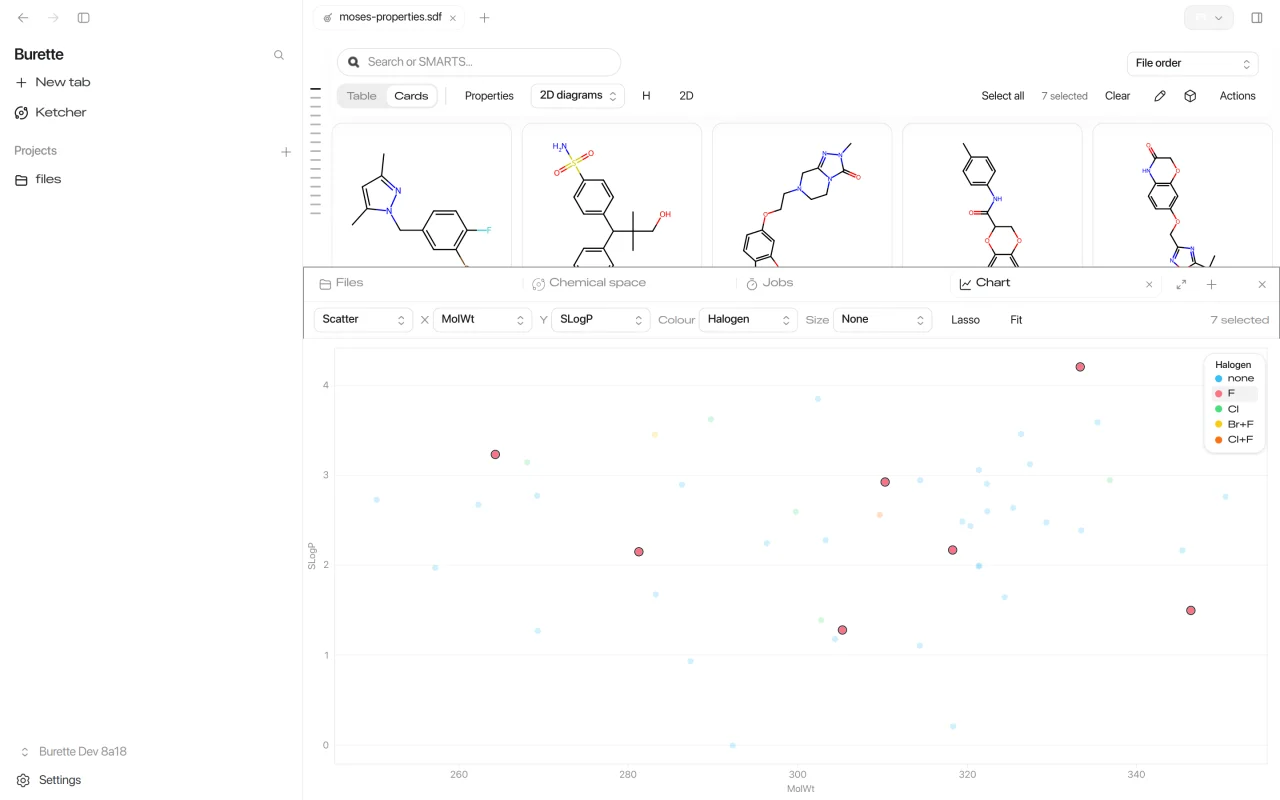 moses-properties.sdf
Burette
New tab
Ketcher
Projects
files
Search or SMARTS...
File order
Table Cards Properties 2D diagrams H 2D Select all 7 selected Clear Actions
N
N
F
H2N
S
O
O
OH
N
N
N
O
N
O
NH
O
O
O
O
HN
O
O
N
N
Files Chemical space Jobs Chart
Scatter X MolWt Y SLogP Colour Halogen Size None Lasso Fit 7 selected
Halogen
none
F
Cl
Br+F
Cl+F
4
3
2
1
0
SLogP
260 280 300 320 340
MolWt
Burette Dev 8a18
Settings